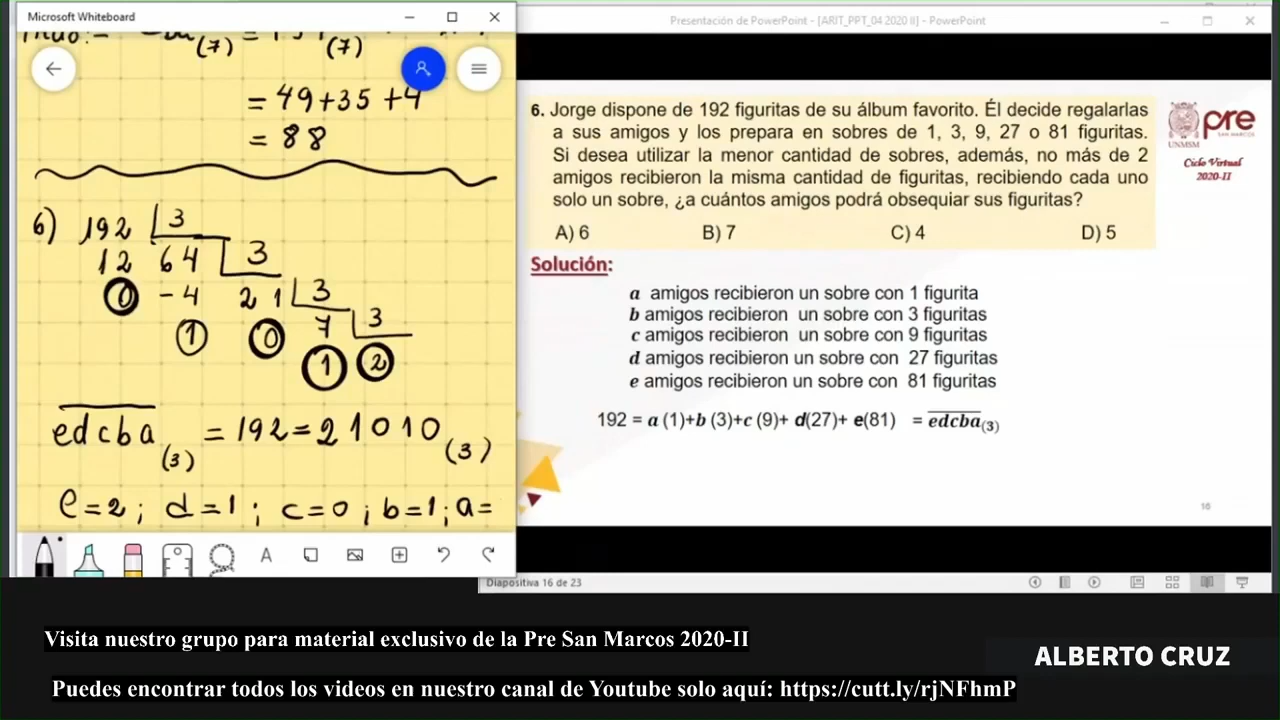 Microsoft Whiteboard
(7) = (7)
= 49+35 +4
= 88
6) 192 3
12 64 3
0 -4 21 3
1 0 7 3
1 2
edcba(3) = 192 = 21010(3)
e=2; d=1; c=0; b=1; a=
A
Presentación de PowerPoint - [ARIT_PPT_04 2020 II] - PowerPoint
6. Jorge dispone de 192 figuritas de su álbum favorito. Él decide regalarlas
a sus amigos y los prepara en sobres de 1, 3, 9, 27 o 81 figuritas.
Si desea utilizar la menor cantidad de sobres, además, no más de 2
amigos recibieron la misma cantidad de figuritas, recibiendo cada uno
solo un sobre, ¿a cuántos amigos podrá obsequiar sus figuritas?
A) 6 B) 7 C) 4 D) 5
pre
SAN MARCOS
UNMSM
Ciclo Virtual
2020-II
Solución:
a amigos recibieron un sobre con 1 figurita
b amigos recibieron un sobre con 3 figuritas
c amigos recibieron un sobre con 9 figuritas
d amigos recibieron un sobre con 27 figuritas
e amigos recibieron un sobre con 81 figuritas
192 = a (1)+b (3)+c (9)+ d(27)+ e(81) = edcba(3)
16
Diapositiva 16 de 23
Visita nuestro grupo para material exclusivo de la Pre San Marcos 2020-II
ALBERTO CRUZ
Puedes encontrar todos los videos en nuestro canal de Youtube solo aquí: https://cutt.ly/rjNFhmP